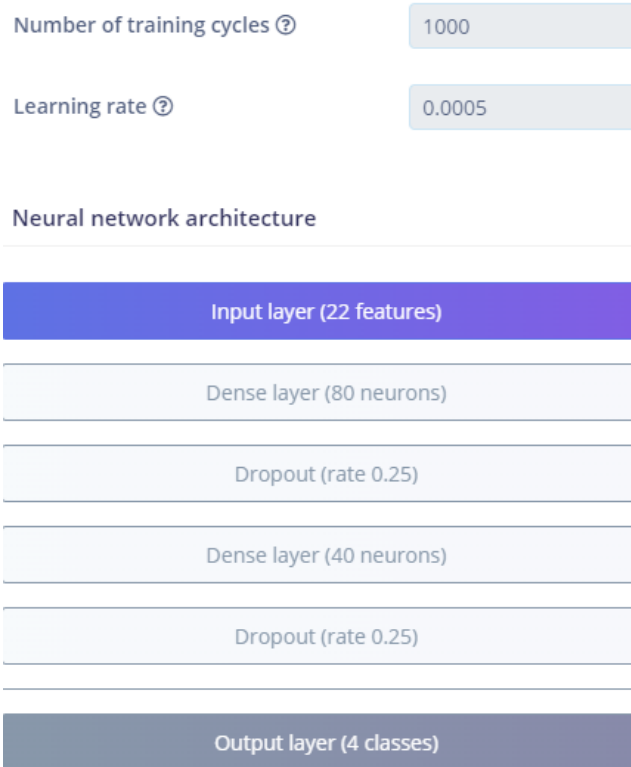 Number of training cycles ?
1000
Learning rate ?
0.0005
Neural network architecture
Input layer (22 features)
Dense layer (80 neurons)
Dropout (rate 0.25)
Dense layer (40 neurons)
Dropout (rate 0.25)
Output layer (4 classes)